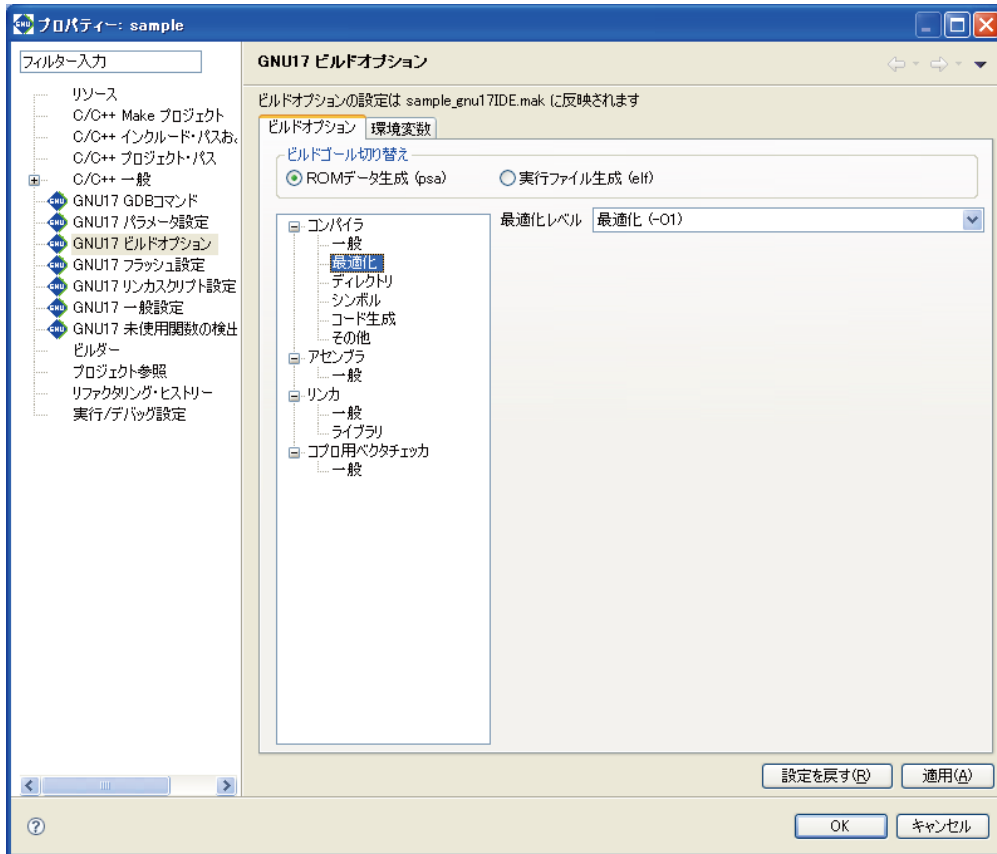 プロパティー: sample
フィルター入力
リソース
C/C++ Make プロジェクト
C/C++ インクルード・パスお
C/C++ プロジェクト・パス
C/C++ 一般
GNU17 GDBコマンド
GNU17 パラメータ設定
GNU17 ビルドオプション
GNU17 フラッシュ設定
GNU17 リンカスクリプト設定
GNU17 一般設定
GNU17 未使用関数の検出
ビルダー
プロジェクト参照
リファクタリング・ヒストリー
実行/デバッグ設定
GNU17 ビルドオプション
ビルドオプションの設定は sample_gnu17IDE.mak に反映されます
ビルドオプション 環境変数
ビルドゴール切り替え
ROMデータ生成 (psa) 実行ファイル生成 (elf)
コンパイラ
一般
最適化
ディレクトリ
シンボル
コード生成
その他
アセンブラ
一般
リンカ
一般
ライブラリ
コプロ用ベクタチェッカ
一般
最適化レベル 最適化 (-O1)
設定を戻す(R) 適用(A)
OK キャンセル